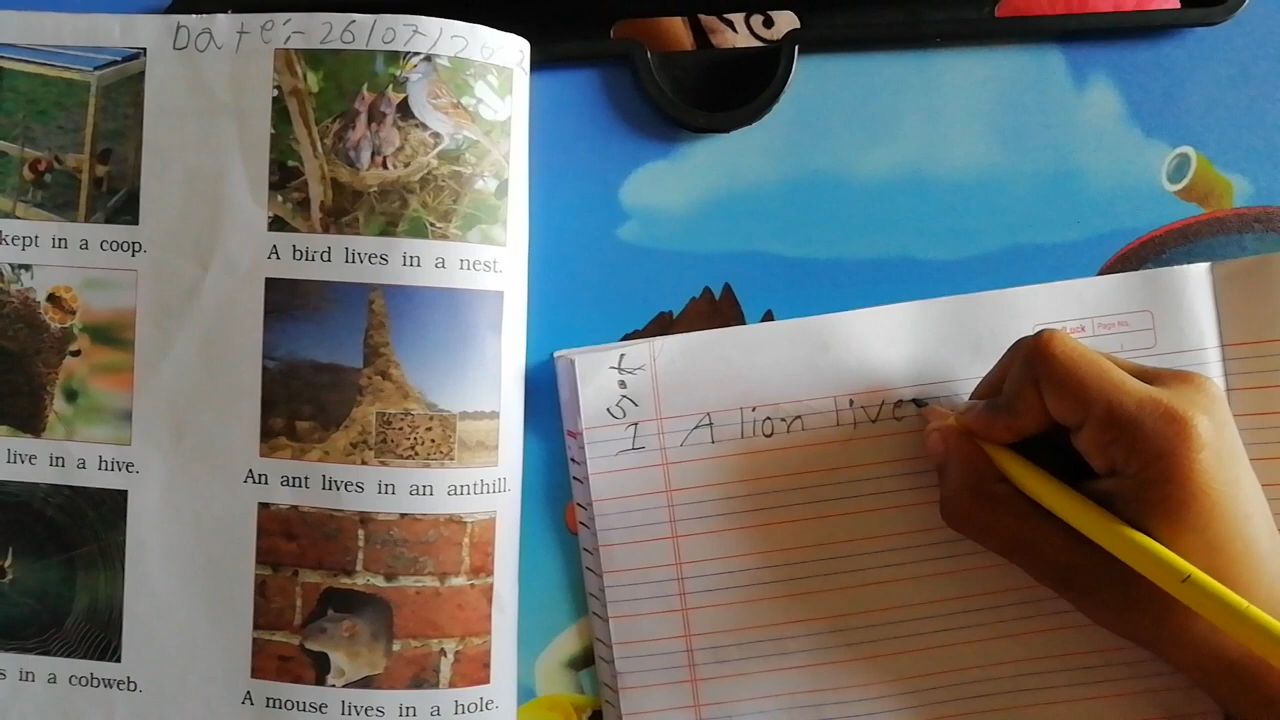 Date:- 26/07/202
kept in a coop.
A bird lives in a nest.
live in a hive.
An ant lives in an anthill.
s in a cobweb.
A mouse lives in a hole.
Page No.
1 A lion live